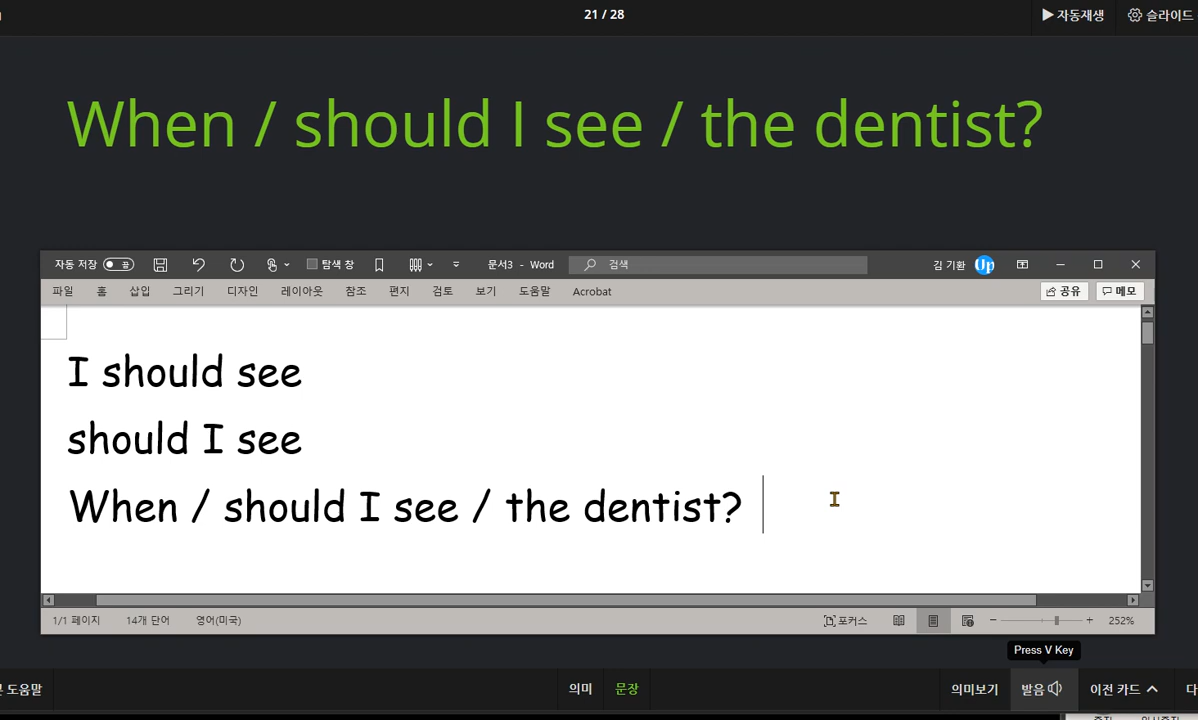 21 / 28
▶자동재생
슬라이드
When / should I see / the dentist?
자동 저장 끔
탐색 창
문서3 - Word
검색
김 기환
Up
파일 홈 삽입 그리기 디자인 레이아웃 참조 편지 검토 보기 도움말 Acrobat
공유
메모
I should see
should I see
When / should I see / the dentist?
1/1 페이지 14개 단어 영어(미국)
포커스
252%
Press V Key
도움말
의미 문장
의미보기 발음 이전 카드